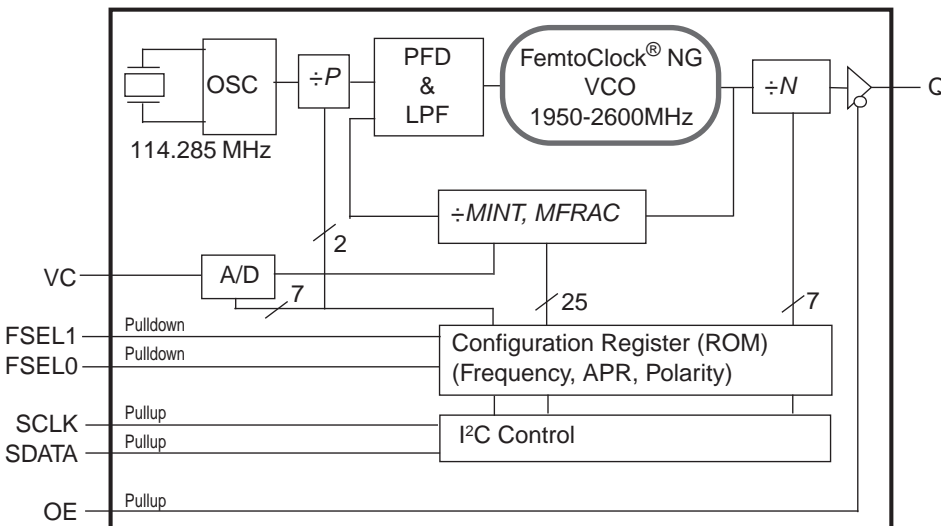 OSC
÷P
PFD
&
LPF
FemtoClock® NG
VCO
1950-2600MHz
÷N
Q
114.285 MHz
÷MINT, MFRAC
2
VC
A/D
7
25
7
FSEL1
Pulldown
FSEL0
Pulldown
Configuration Register (ROM)
(Frequency, APR, Polarity)
SCLK
Pullup
SDATA
Pullup
I²C Control
OE
Pullup